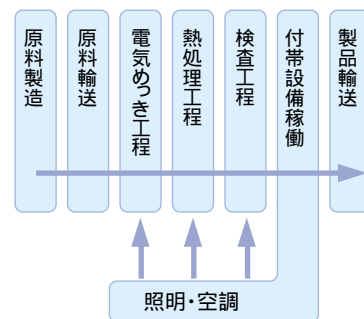 原料製造
原料輸送
電気めっき工程
熱処理工程
検査工程
付帯設備稼働
製品輸送
照明・空調